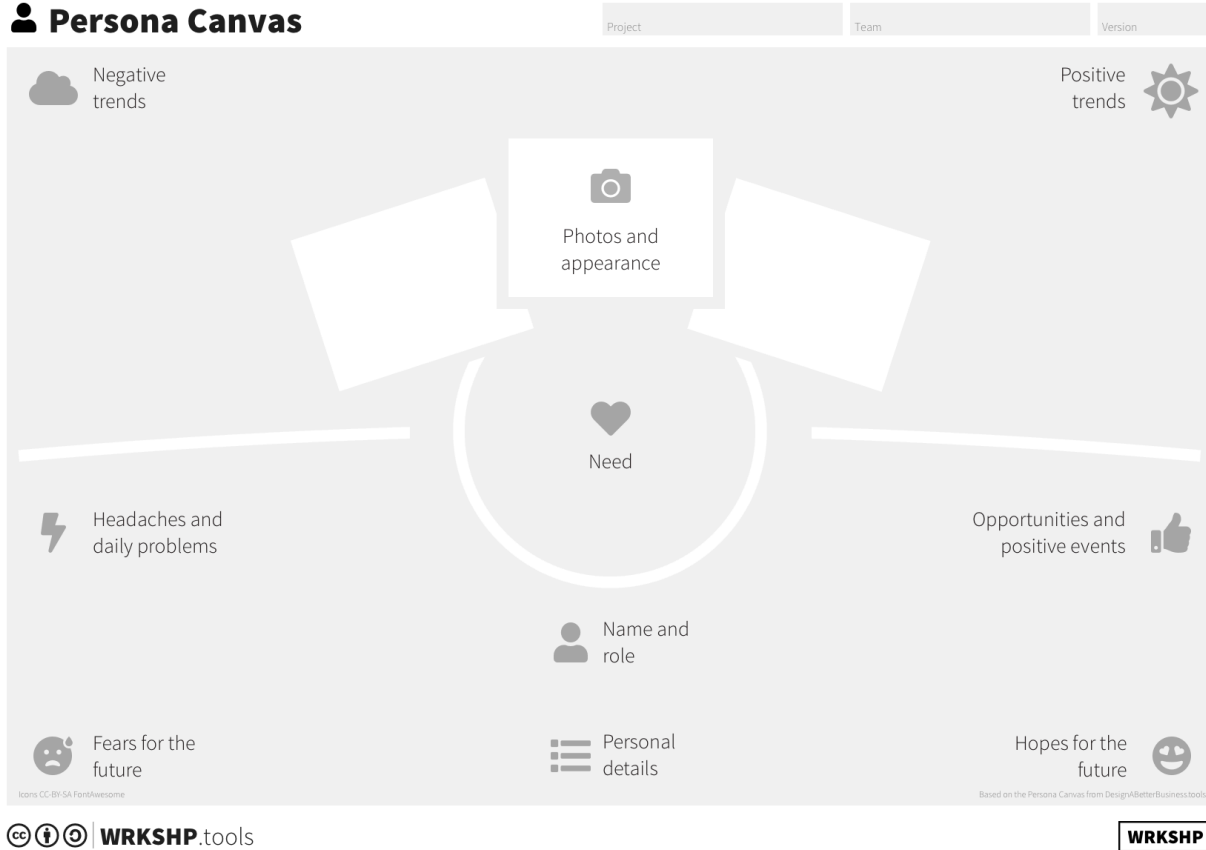 Persona Canvas
Project
Team
Version
Negative
trends
Positive
trends
Photos and
appearance
Need
Headaches and
daily problems
Opportunities and
positive events
Name and
role
Fears for the
future
Personal
details
Hopes for the
future
Icons CC-BY-SA FontAwesome
Based on the Persona Canvas from DesignABetterBusiness.tools
cc
WRKSHP.tools
WRKSHP